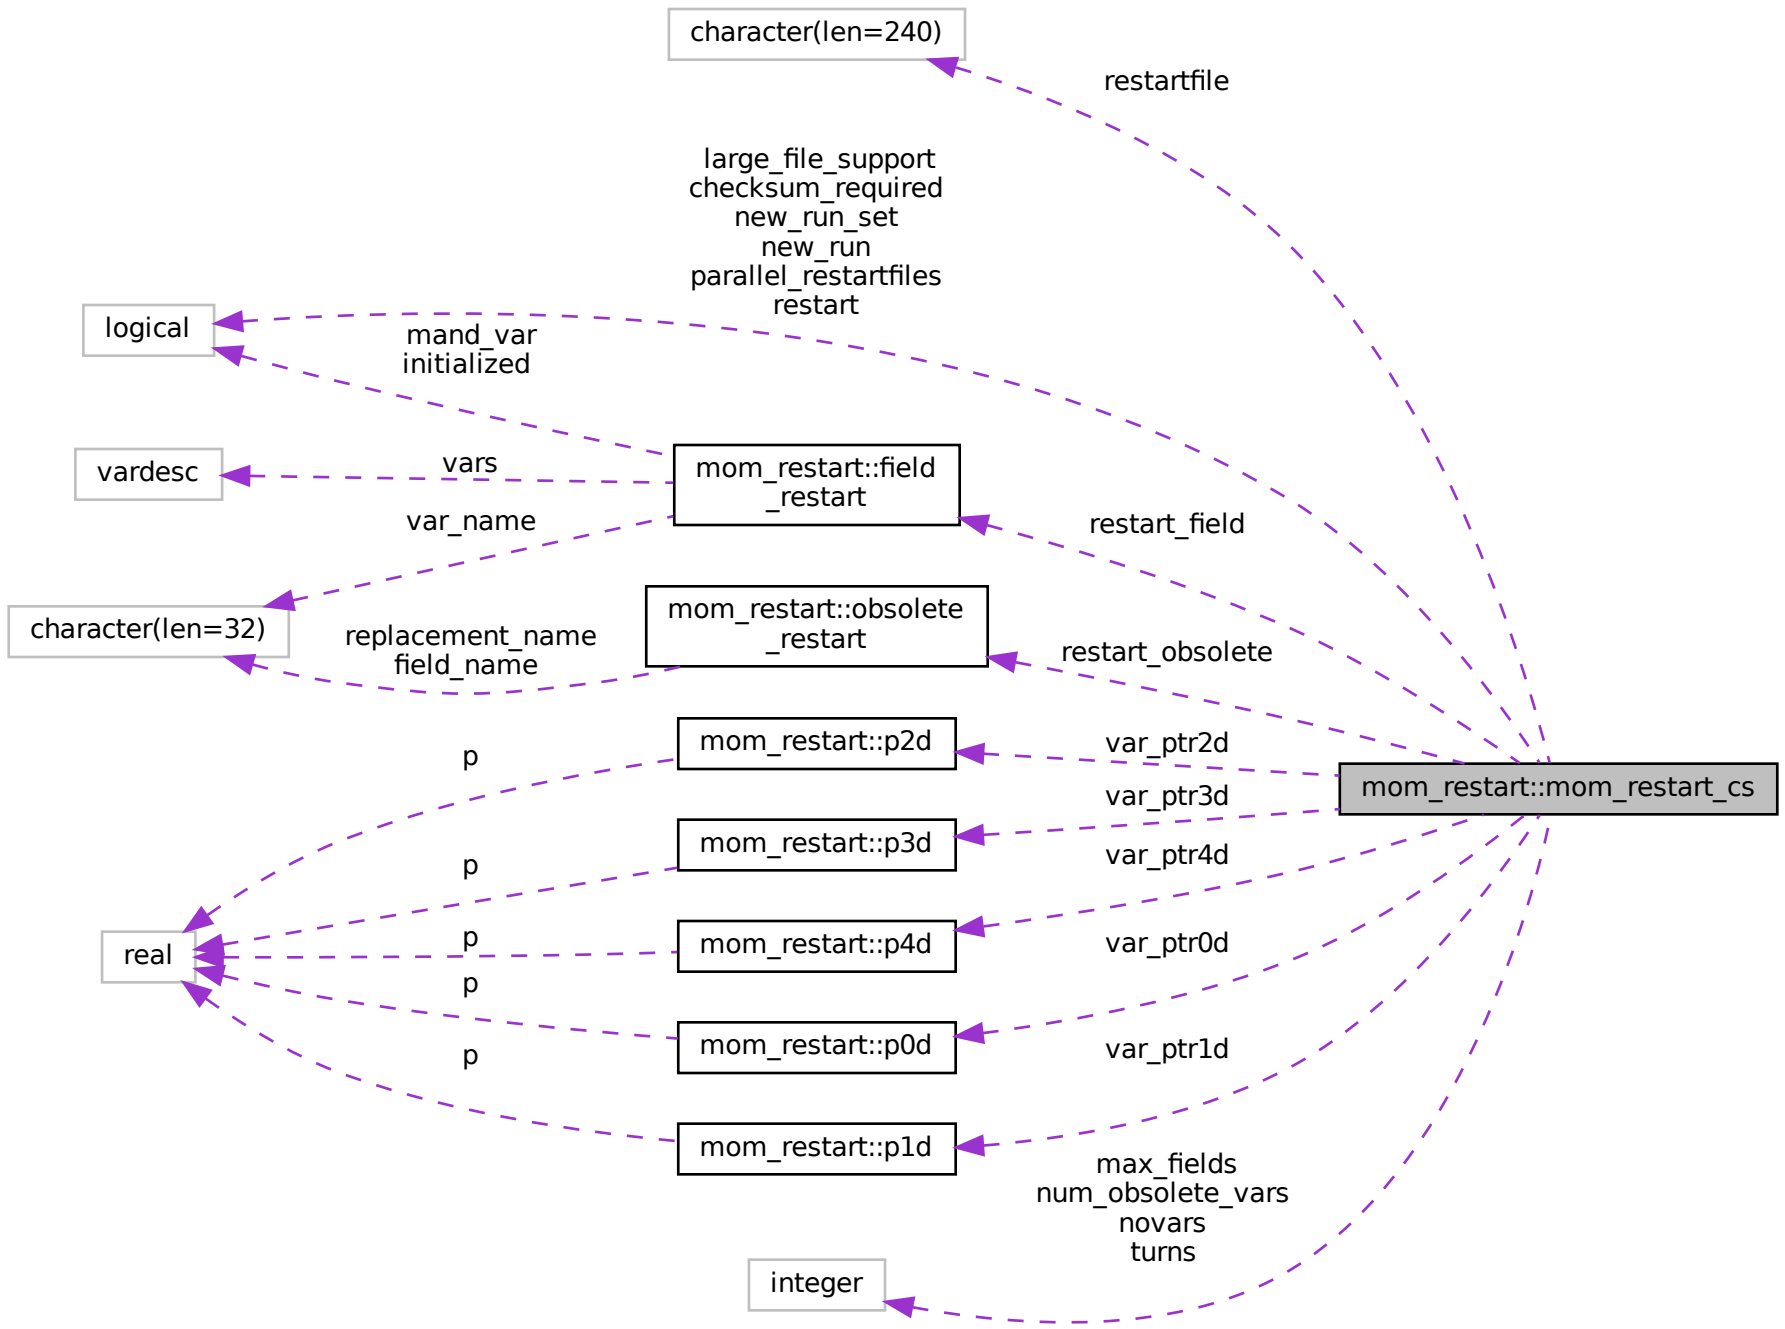 character(len=240)
restartfile
large_file_support
checksum_required
new_run_set
new_run
parallel_restartfiles
restart
logical
mand_var
initialized
vardesc
vars
mom_restart::field
_restart
var_name
restart_field
character(len=32)
replacement_name
field_name
mom_restart::obsolete
_restart
restart_obsolete
p
mom_restart::p2d
var_ptr2d
mom_restart::mom_restart_cs
var_ptr3d
p
mom_restart::p3d
var_ptr4d
real
p
mom_restart::p4d
var_ptr0d
p
mom_restart::p0d
p
var_ptr1d
mom_restart::p1d
max_fields
num_obsolete_vars
novars
turns
integer